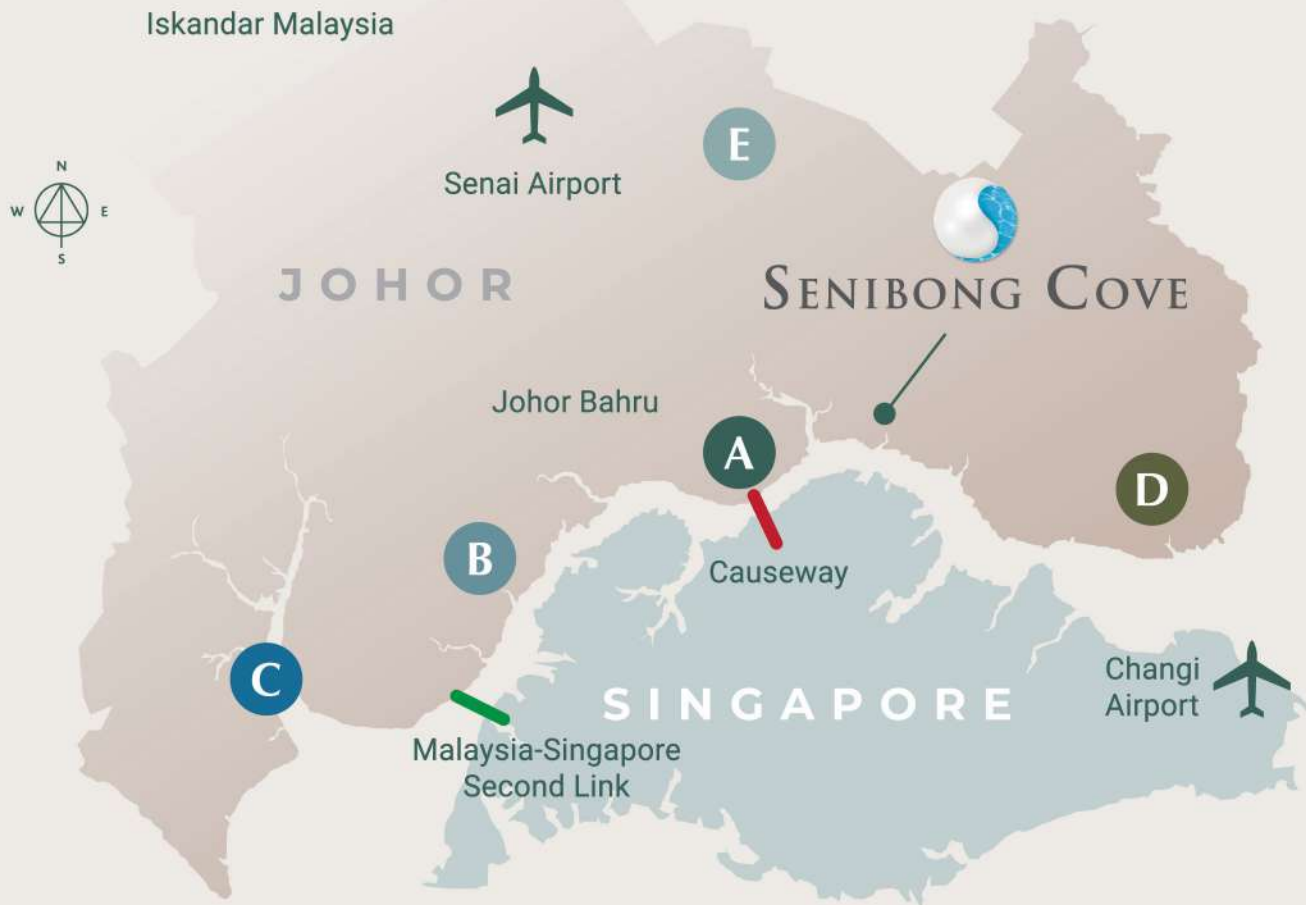 Iskandar Malaysia
E
Senai Airport
N
W E
S
JOHOR
SENIBONG COVE
Johor Bahru
A
D
B
Causeway
C
Changi
Airport
SINGAPORE
Malaysia-Singapore
Second Link